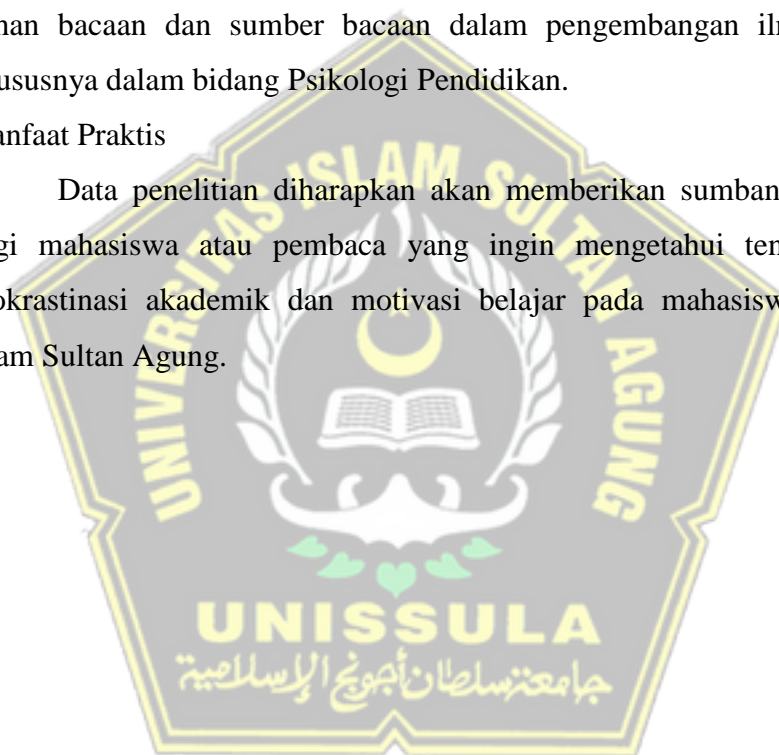 bacaan dan sumber bacaan dalam pengembangan
ususnya dalam bidang Psikologi Pendidikan.
anfaat Praktis
Data penelitian diharapkan akan memberikan sumban
gi mahasiswa atau pembaca yang ingin mengetahui ten
okrastinasi akademik dan motivasi belajar pada mahasisw
am Sultan Agung.
UNIVERSITAS ISLAM SULTAN AGUNG
UNISSULA
جامعة سلطان أجونج الإسلامية